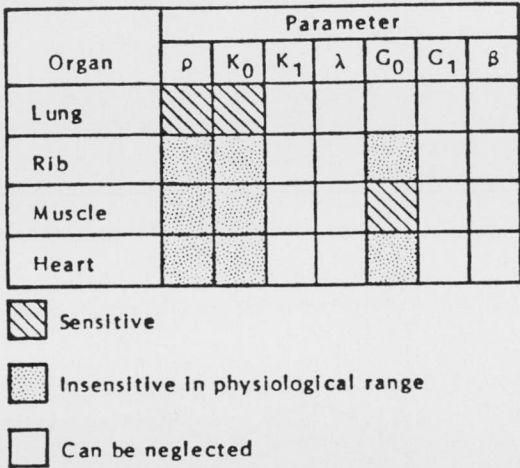 Parameter
Organ ρ K0 K1 λ G0 G1 β
Lung
Rib
Muscle
Heart
Sensitive
Insensitive in physiological range
Can be neglected